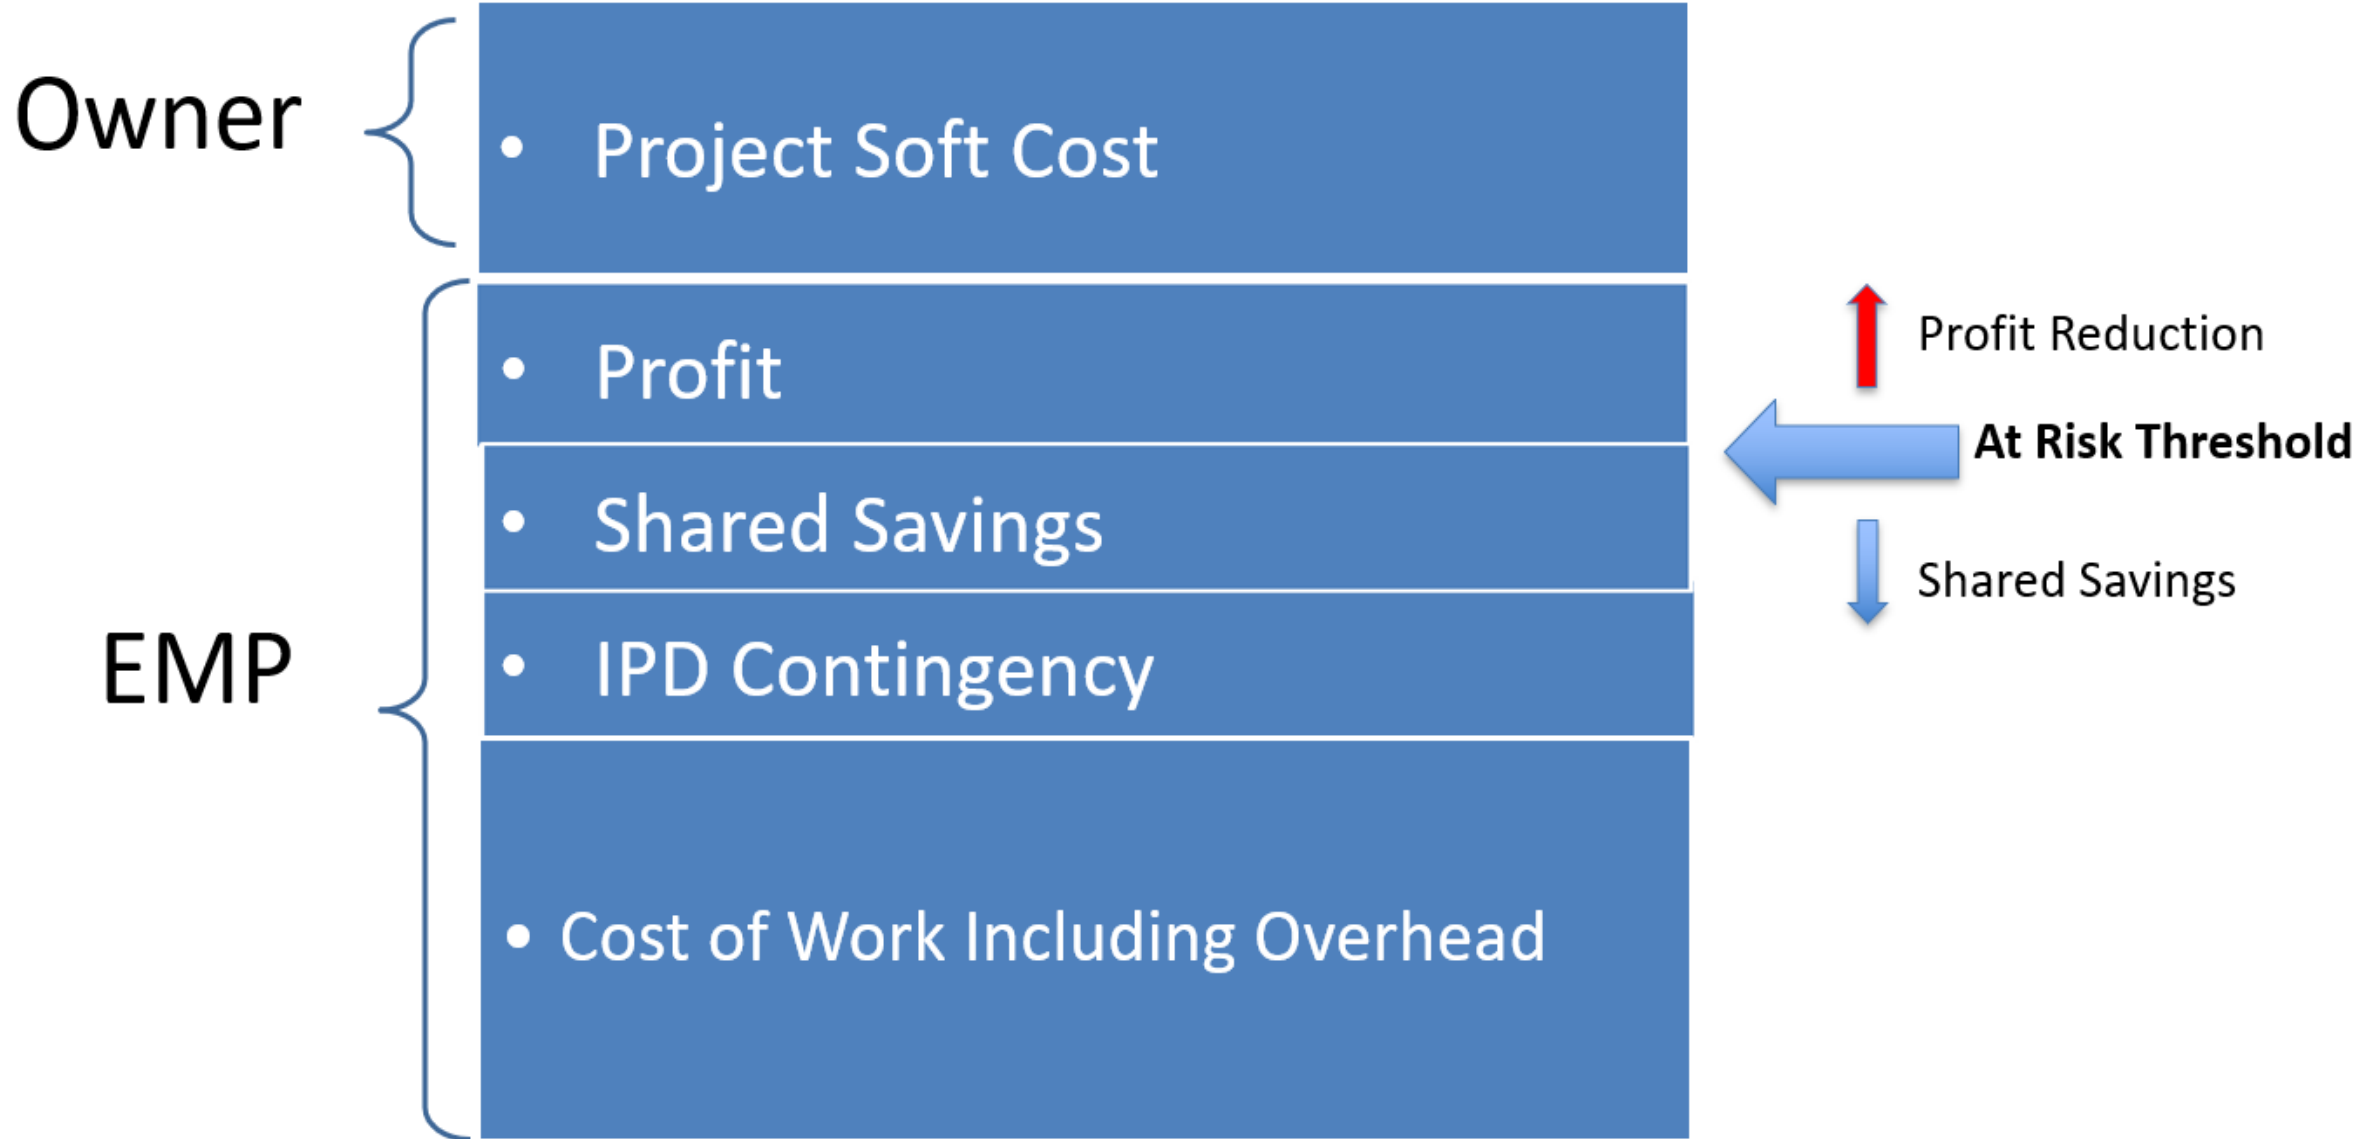 Owner
• Project Soft Cost
• Profit
Profit Reduction
At Risk Threshold
• Shared Savings
Shared Savings
EMP
• IPD Contingency
• Cost of Work Including Overhead